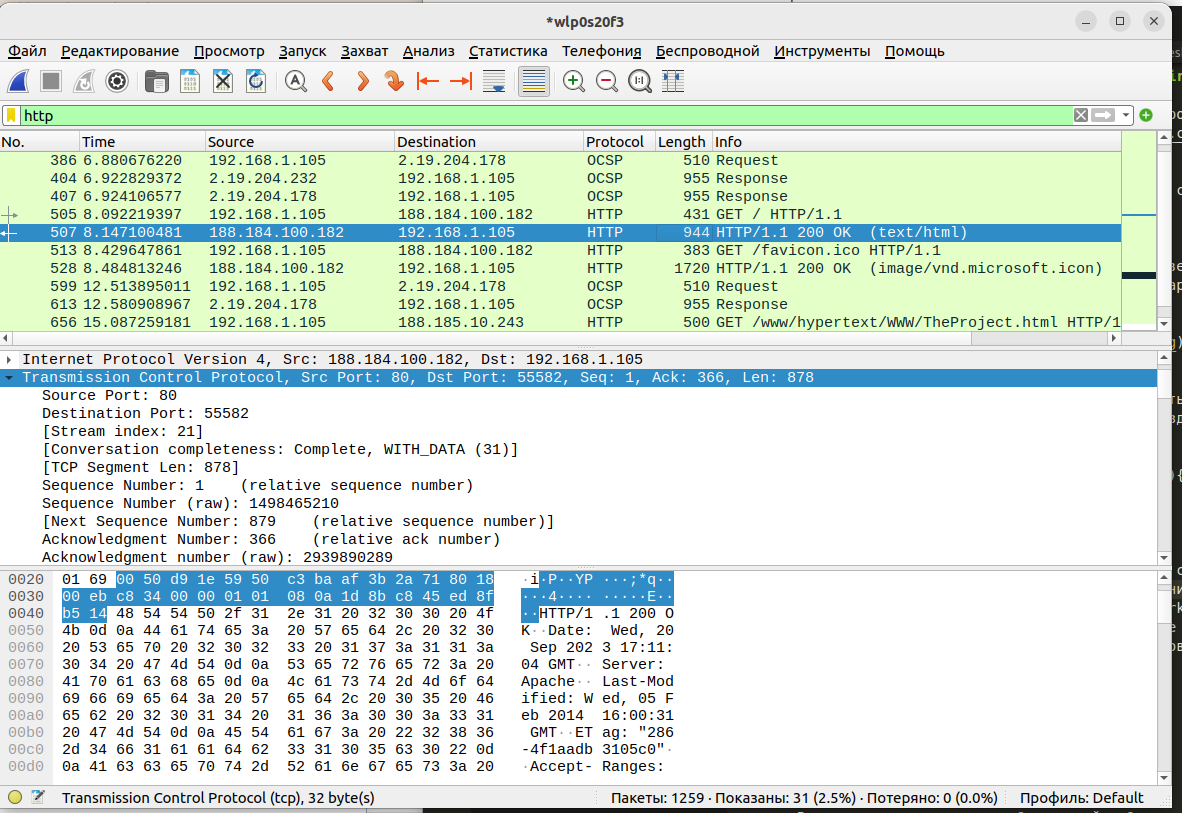 *wlp0s20f3
Файл Редактирование Просмотр Запуск Захват Анализ Статистика Телефония Беспроводной Инструменты Помощь
http
No. Time Source Destination Protocol Length Info
386 6.880676220 192.168.1.105 2.19.204.178 OCSP 510 Request
404 6.922829372 2.19.204.232 192.168.1.105 OCSP 955 Response
407 6.924106577 2.19.204.178 192.168.1.105 OCSP 955 Response
505 8.092219397 192.168.1.105 188.184.100.182 HTTP 431 GET / HTTP/1.1
507 8.147100481 188.184.100.182 192.168.1.105 HTTP 944 HTTP/1.1 200 OK (text/html)
513 8.429647861 192.168.1.105 188.184.100.182 HTTP 383 GET /favicon.ico HTTP/1.1
528 8.484813246 188.184.100.182 192.168.1.105 HTTP 1720 HTTP/1.1 200 OK (image/vnd.microsoft.icon)
599 12.513895011 192.168.1.105 2.19.204.178 OCSP 510 Request
613 12.580908967 2.19.204.178 192.168.1.105 OCSP 955 Response
656 15.087259181 192.168.1.105 188.185.10.243 HTTP 500 GET /www/hypertext/WWW/TheProject.html HTTP/1
Internet Protocol Version 4, Src: 188.184.100.182, Dst: 192.168.1.105
Transmission Control Protocol, Src Port: 80, Dst Port: 55582, Seq: 1, Ack: 366, Len: 878
Source Port: 80
Destination Port: 55582
[Stream index: 21]
[Conversation completeness: Complete, WITH_DATA (31)]
[TCP Segment Len: 878]
Sequence Number: 1 (relative sequence number)
Sequence Number (raw): 1498465210
[Next Sequence Number: 879 (relative sequence number)]
Acknowledgment Number: 366 (relative ack number)
Acknowledgment number (raw): 2939890289
0020 01 69 00 50 d9 1e 59 50 c3 ba af 3b 2a 71 80 18 ·i·P··YP ···;*q··
0030 00 eb c8 34 00 00 01 01 08 0a 1d 8b c8 45 ed 8f ···4···· ·····E··
0040 b5 14 48 54 54 50 2f 31 2e 31 20 32 30 30 20 4f ··HTTP/1 .1 200 O
0050 4b 0d 0a 44 61 74 65 3a 20 57 65 64 2c 20 32 30 K··Date: Wed, 20
0060 20 53 65 70 20 32 30 32 33 20 31 37 3a 31 31 3a Sep 202 3 17:11:
0070 30 34 20 47 4d 54 0d 0a 53 65 72 76 65 72 3a 20 04 GMT·· Server:
0080 41 70 61 63 68 65 0d 0a 4c 61 73 74 2d 4d 6f 64 Apache·· Last-Mod
0090 69 66 69 65 64 3a 20 57 65 64 2c 20 30 35 20 46 ified: W ed, 05 F
00a0 65 62 20 32 30 31 34 20 31 36 3a 30 30 3a 33 31 eb 2014 16:00:31
00b0 20 47 4d 54 0d 0a 45 54 61 67 3a 20 22 32 38 36 GMT··ET ag: "286
00c0 2d 34 66 31 61 61 64 62 33 31 30 35 63 30 22 0d -4f1aadb 3105c0"·
00d0 0a 41 63 63 65 70 74 2d 52 61 6e 67 65 73 3a 20 ·Accept- Ranges:
Transmission Control Protocol (tcp), 32 byte(s) Пакеты: 1259 · Показаны: 31 (2.5%) · Потеряно: 0 (0.0%) Профиль: Default